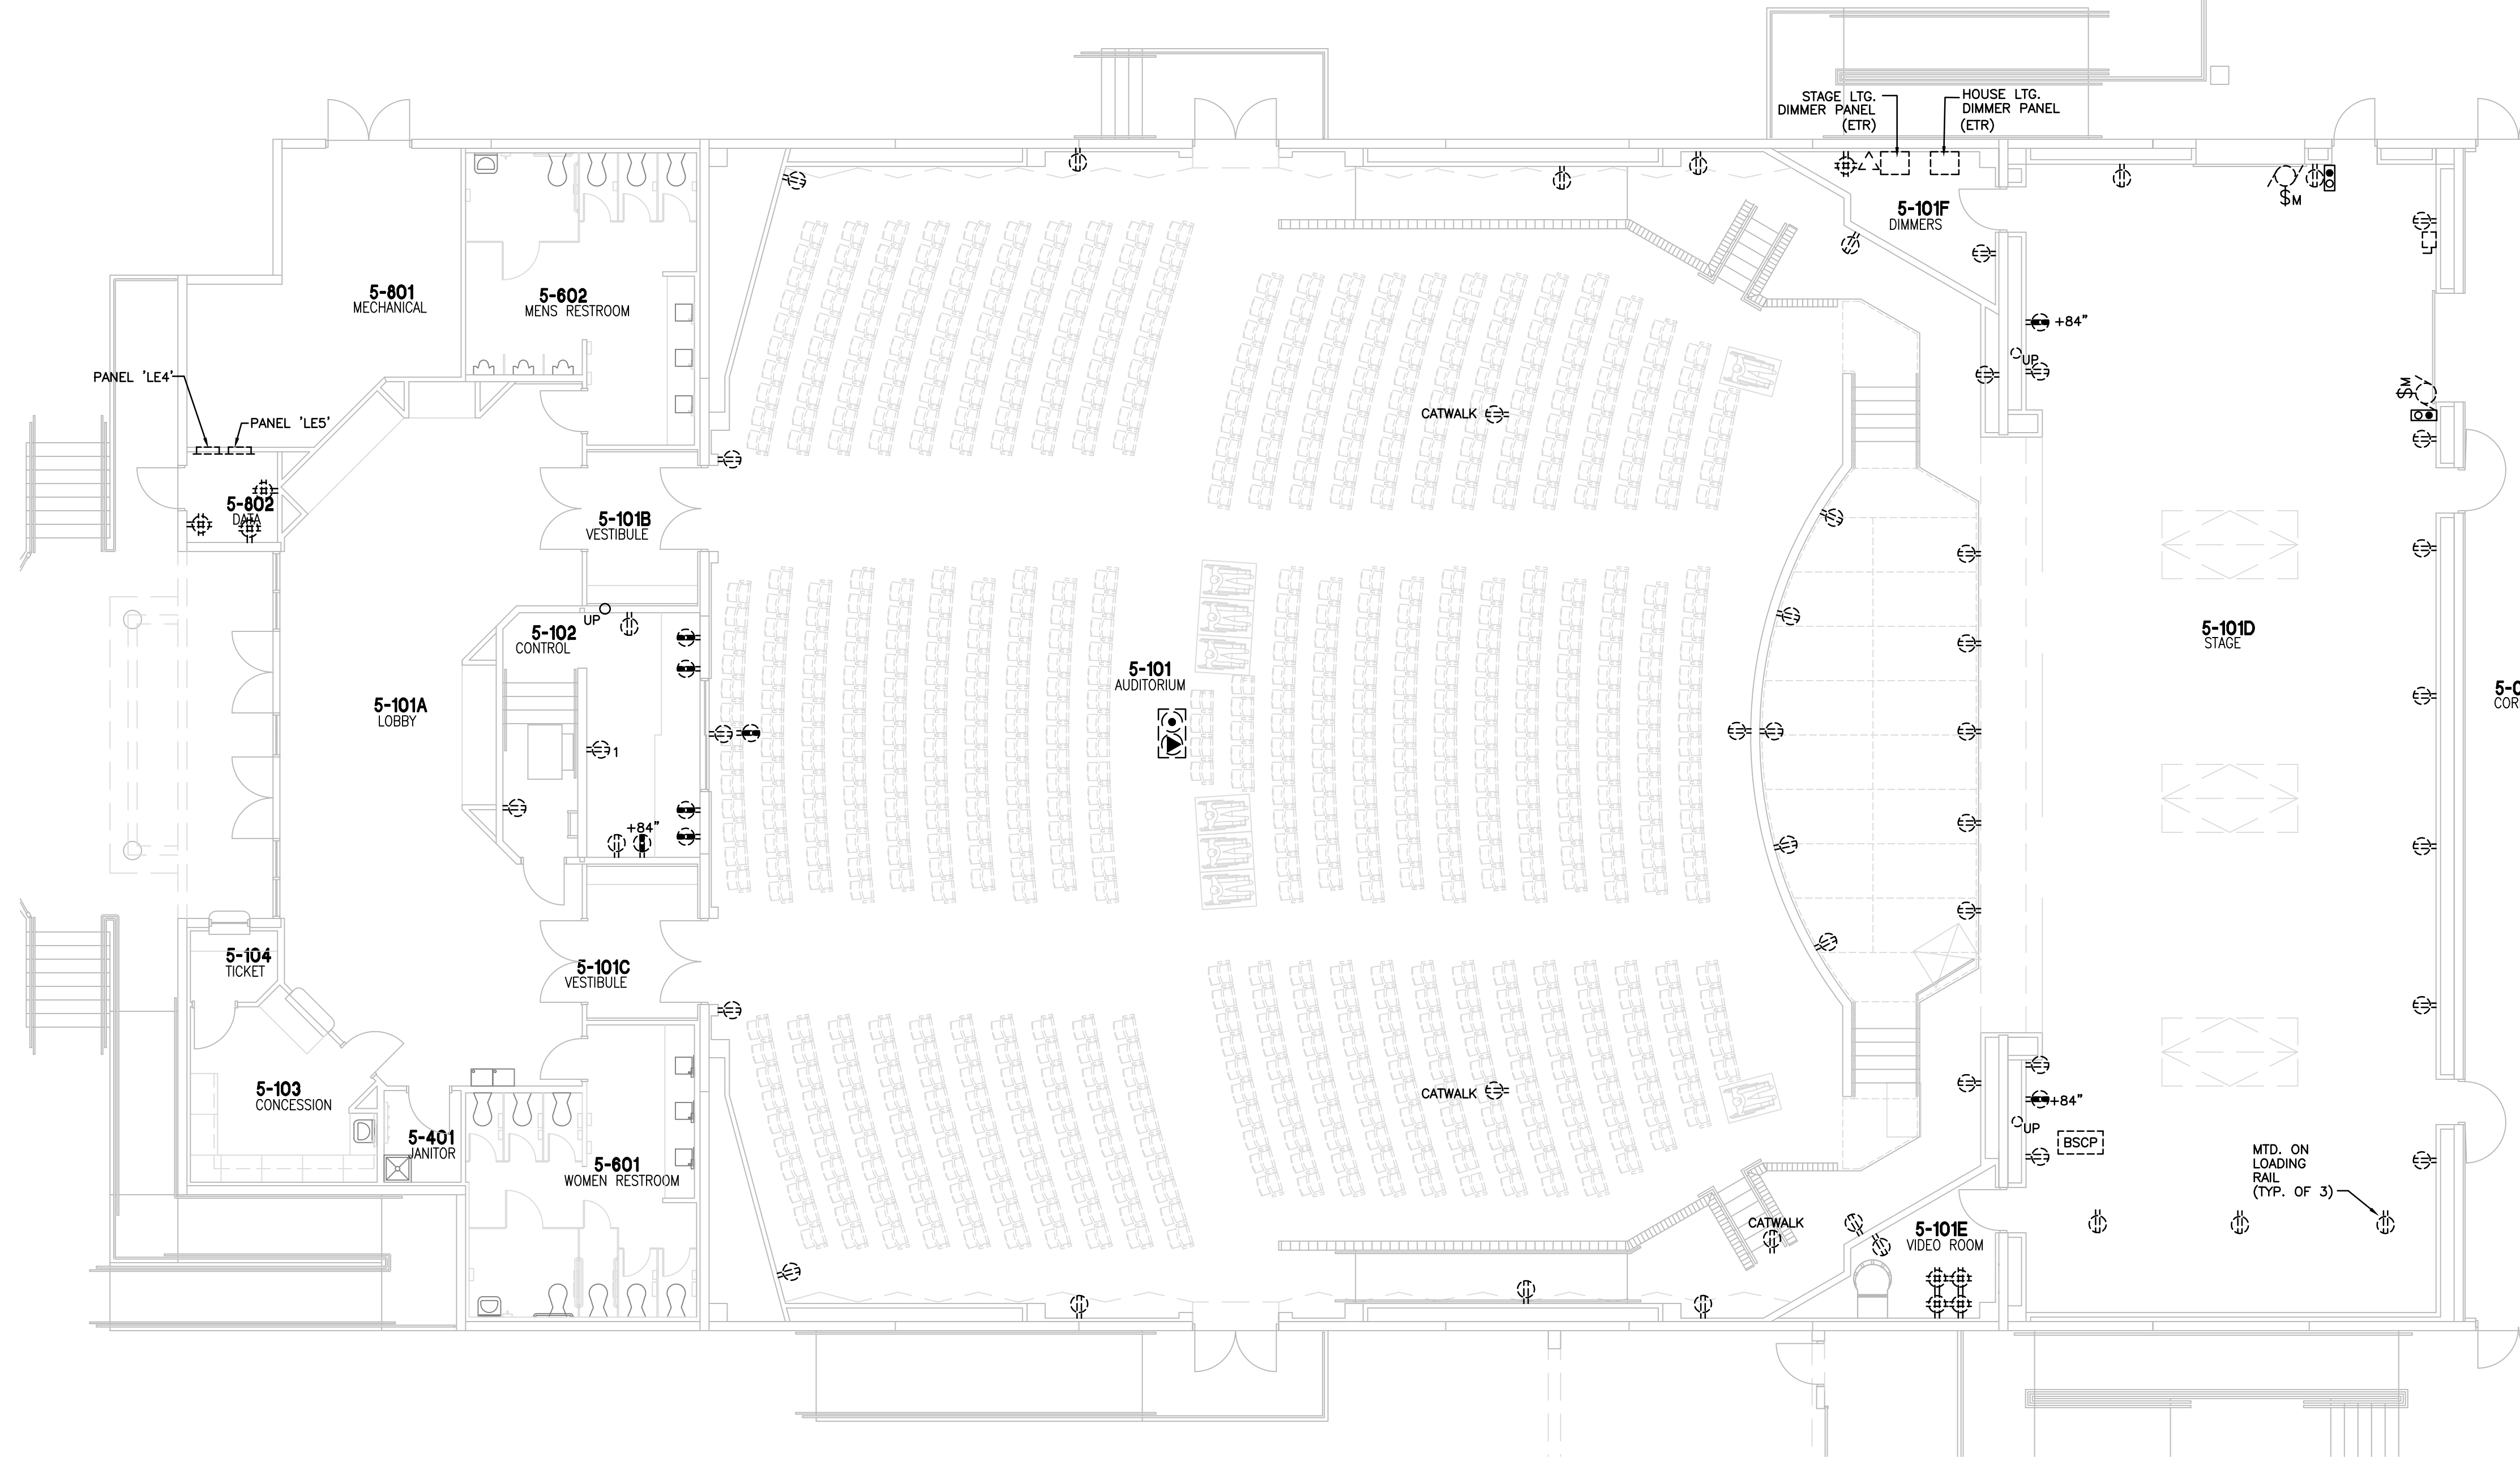 STAGE LTG.
DIMMER PANEL
(ETR)
HOUSE LTG.
DIMMER PANEL
(ETR)
$M
5-101F
DIMMERS
5-801
MECHANICAL
5-602
MENS RESTROOM
+84"
UP
PANEL 'LE4'
PANEL 'LE5'
CATWALK
$M
5-802
DATA
5-101B
VESTIBULE
UP
5-102
CONTROL
5-101D
STAGE
5-101
AUDITORIUM
5-101A
LOBBY
5-0
COR
1
+84"
5-104
TICKET
5-101C
VESTIBULE
5-103
CONCESSION
CATWALK
+84"
UP
BSCP
5-401
JANITOR
5-601
WOMEN RESTROOM
MTD. ON
LOADING
RAIL
(TYP. OF 3)
CATWALK
5-101E
VIDEO ROOM